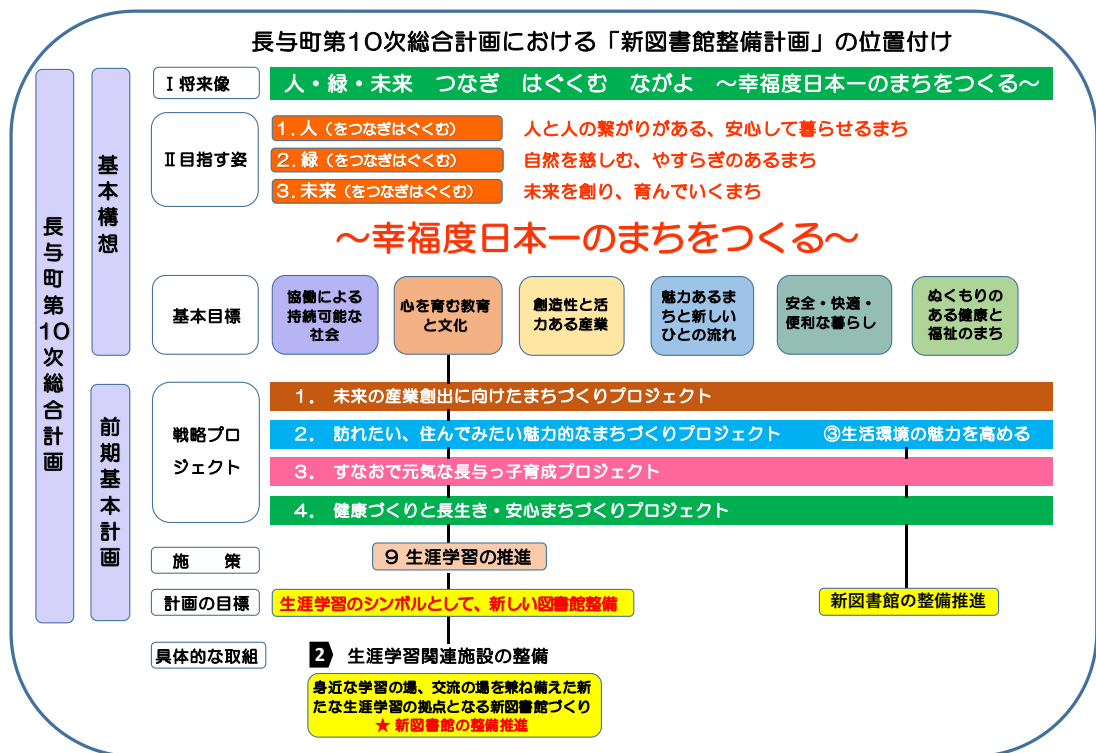 長与町第10次総合計画における「新図書館整備計画」の位置付け
長与町第10次総合計画
基本構想
Ⅰ将来像
人・緑・未来　つなぎ　はぐくむ　ながよ　～幸福度日本一のまちをつくる～
Ⅱ目指す姿
1.人（をつなぎはぐくむ）
人と人の繋がりがある、安心して暮らせるまち
2.緑（をつなぎはぐくむ）
自然を慈しむ、やすらぎのあるまち
3.未来（をつなぎはぐくむ）
未来を創り、育んでいくまち
～幸福度日本一のまちをつくる～
基本目標
協働による
持続可能な
社会
心を育む教育
と文化
創造性と活
力ある産業
魅力あるま
ちと新しい
ひとの流れ
安全・快適・
便利な暮らし
ぬくもりの
ある健康と
福祉のまち
前期基本計画
戦略プロ
ジェクト
1．　未来の産業創出に向けたまちづくりプロジェクト
2．　訪れたい、住んでみたい魅力的なまちづくりプロジェクト　　③生活環境の魅力を高める
3．　すなおで元気な長与っ子育成プロジェクト
4．　健康づくりと長生き・安心まちづくりプロジェクト
施　　策
9 生涯学習の推進
計画の目標
生涯学習のシンボルとして、新しい図書館整備
新図書館の整備推進
具体的な取組
2　生涯学習関連施設の整備
身近な学習の場、交流の場を兼ね備えた新
たな生涯学習の拠点となる新図書館づくり
★ 新図書館の整備推進